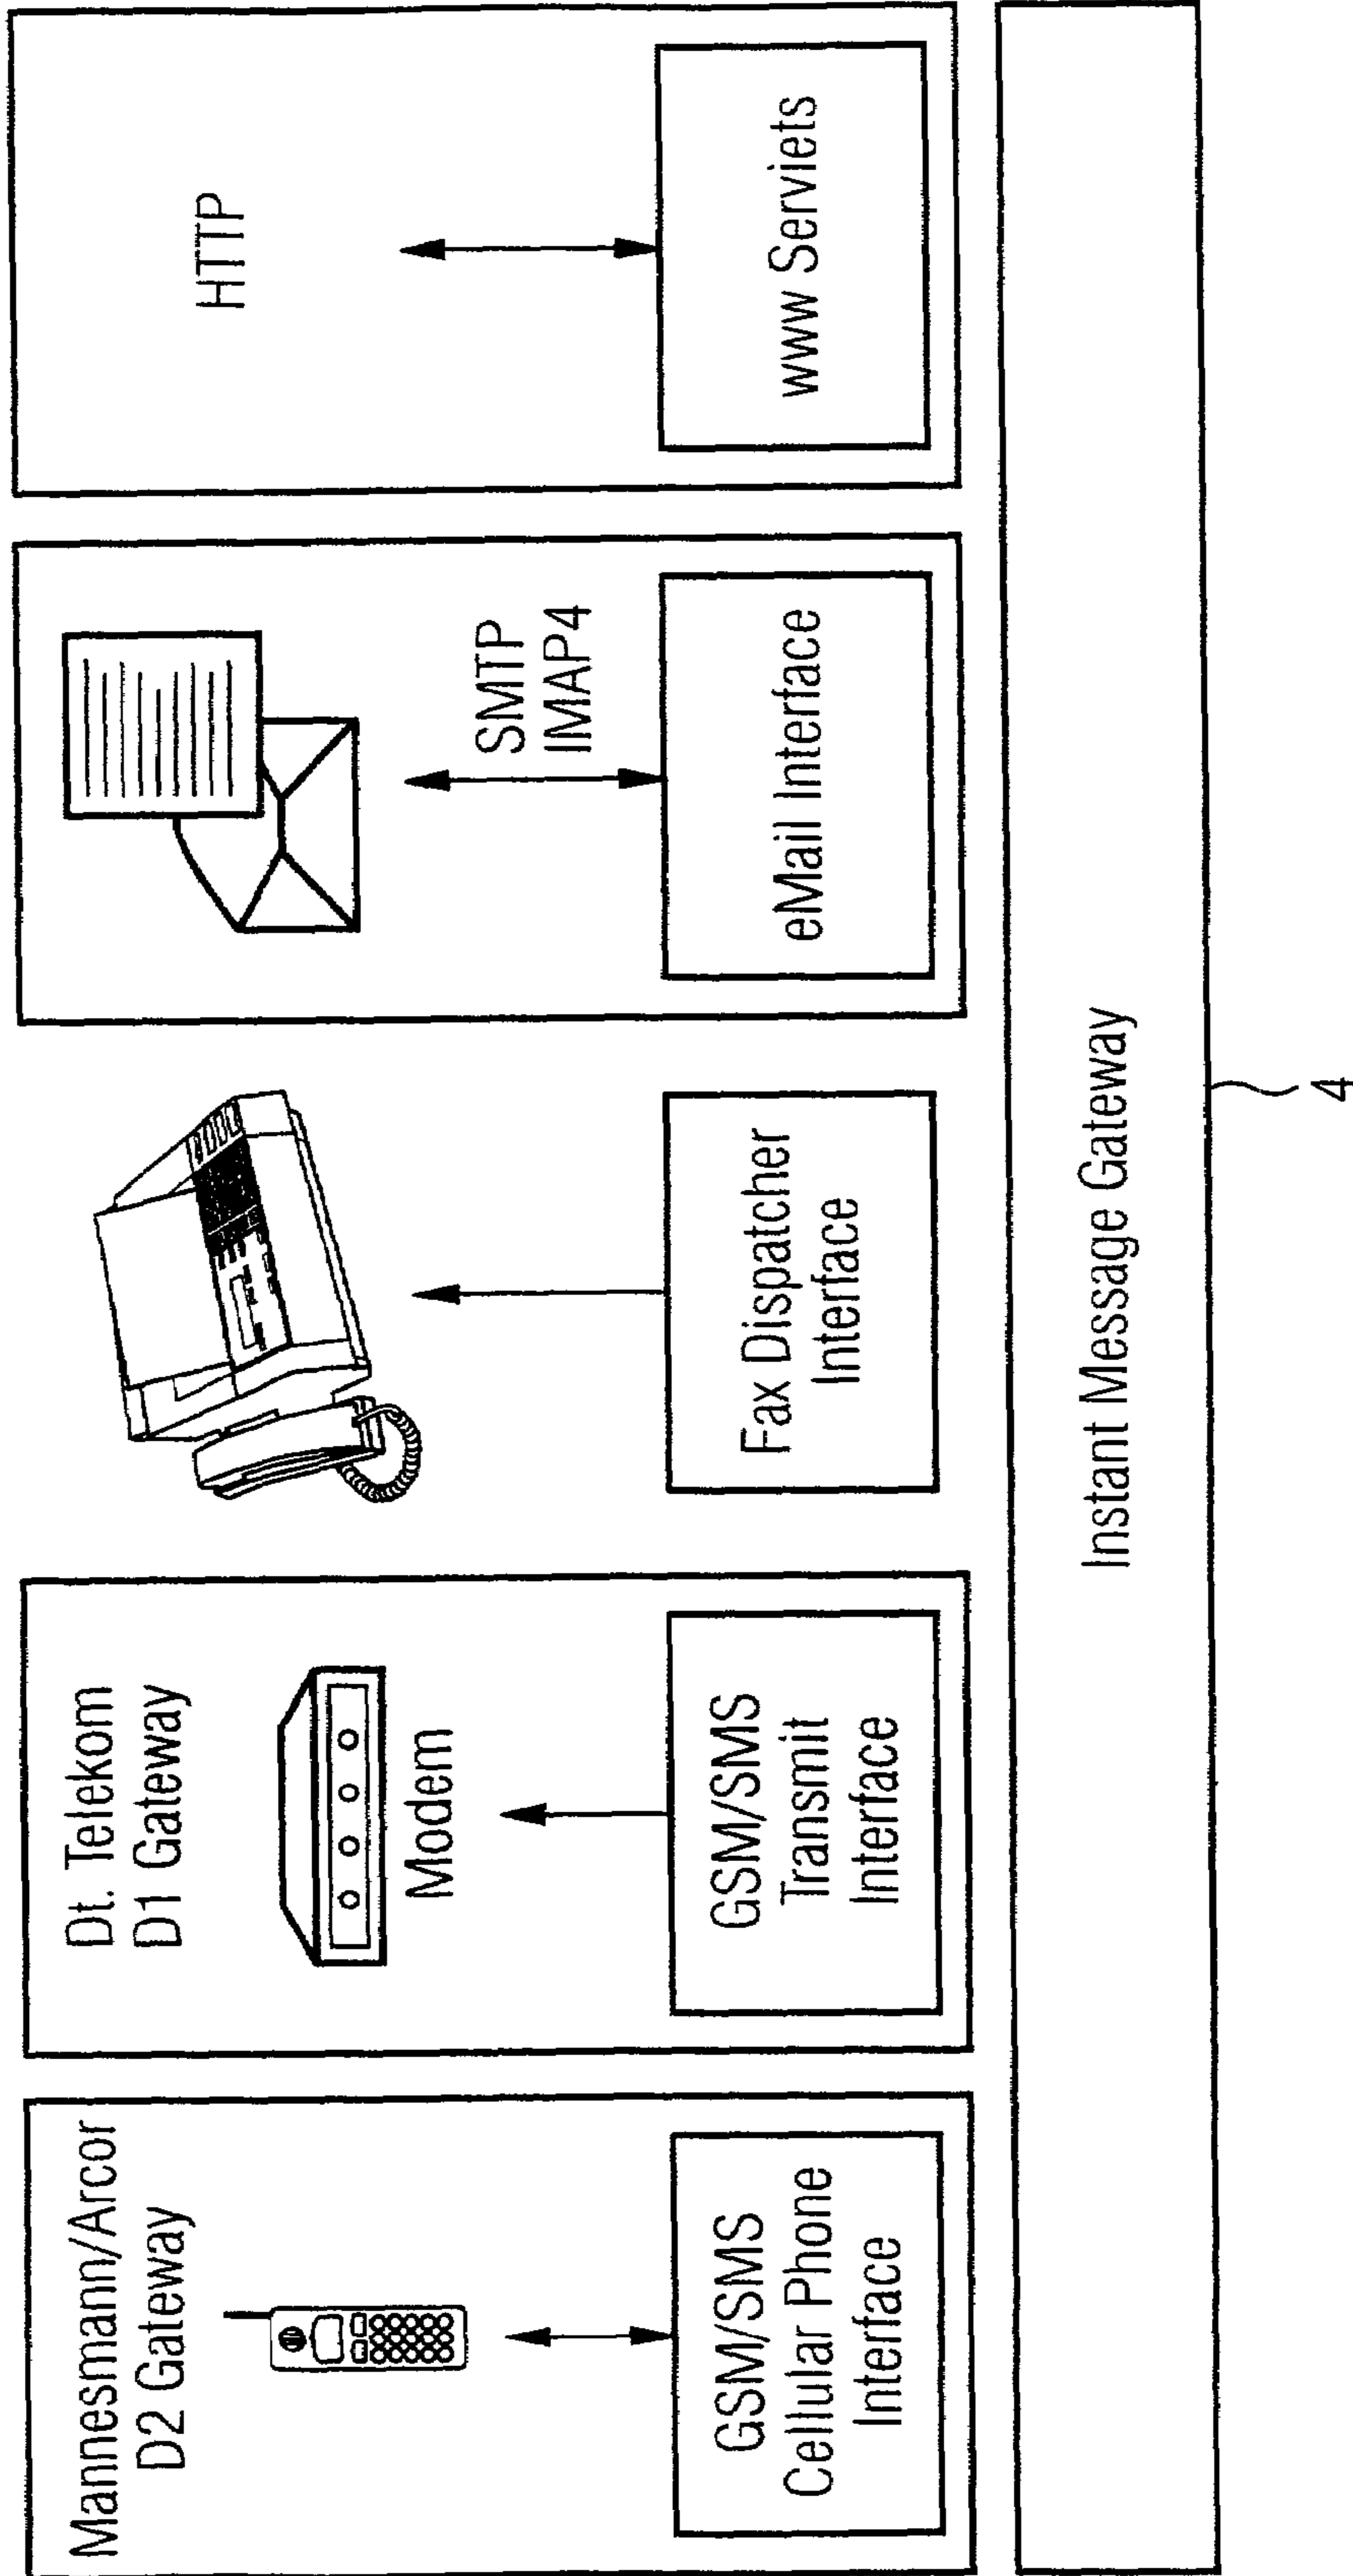 Mannesmann/Arcor
D2 Gateway
GSM/SMS
Cellular Phone
Interface
Dt. Telekom
D1 Gateway
Modem
GSM/SMS
Transmit
Interface
Fax Dispatcher
Interface
SMTP
IMAP4
eMail Interface
HTTP
www Serviets
Instant Message Gateway
4